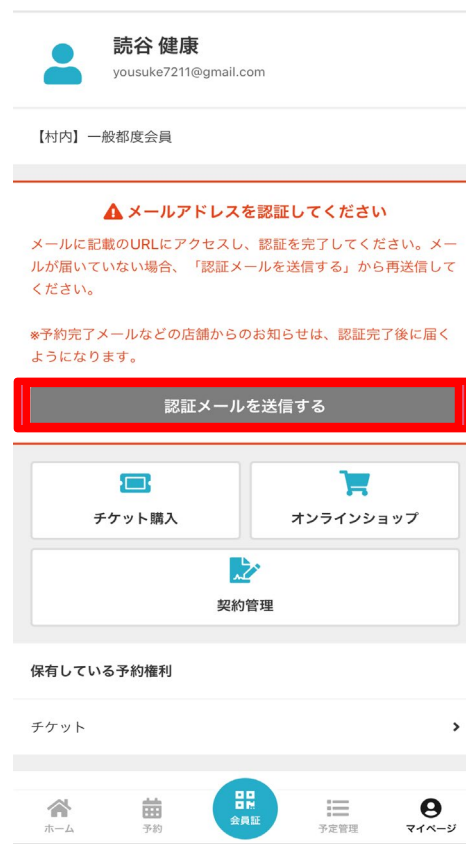 読谷 健康
yousuke7211@gmail.com
【村内】一般都度会員
メールアドレスを認証してください
メールに記載のURLにアクセスし、認証を完了してください。メー
ルが届いていない場合、「認証メールを送信する」から再送信して
ください。
※予約完了メールなどの店舗からのお知らせは、認証完了後に届く
ようになります。
認証メールを送信する
チケット購入
オンラインショップ
契約管理
保有している予約権利
チケット
ホーム
予約
会員証
予定管理
マイページ